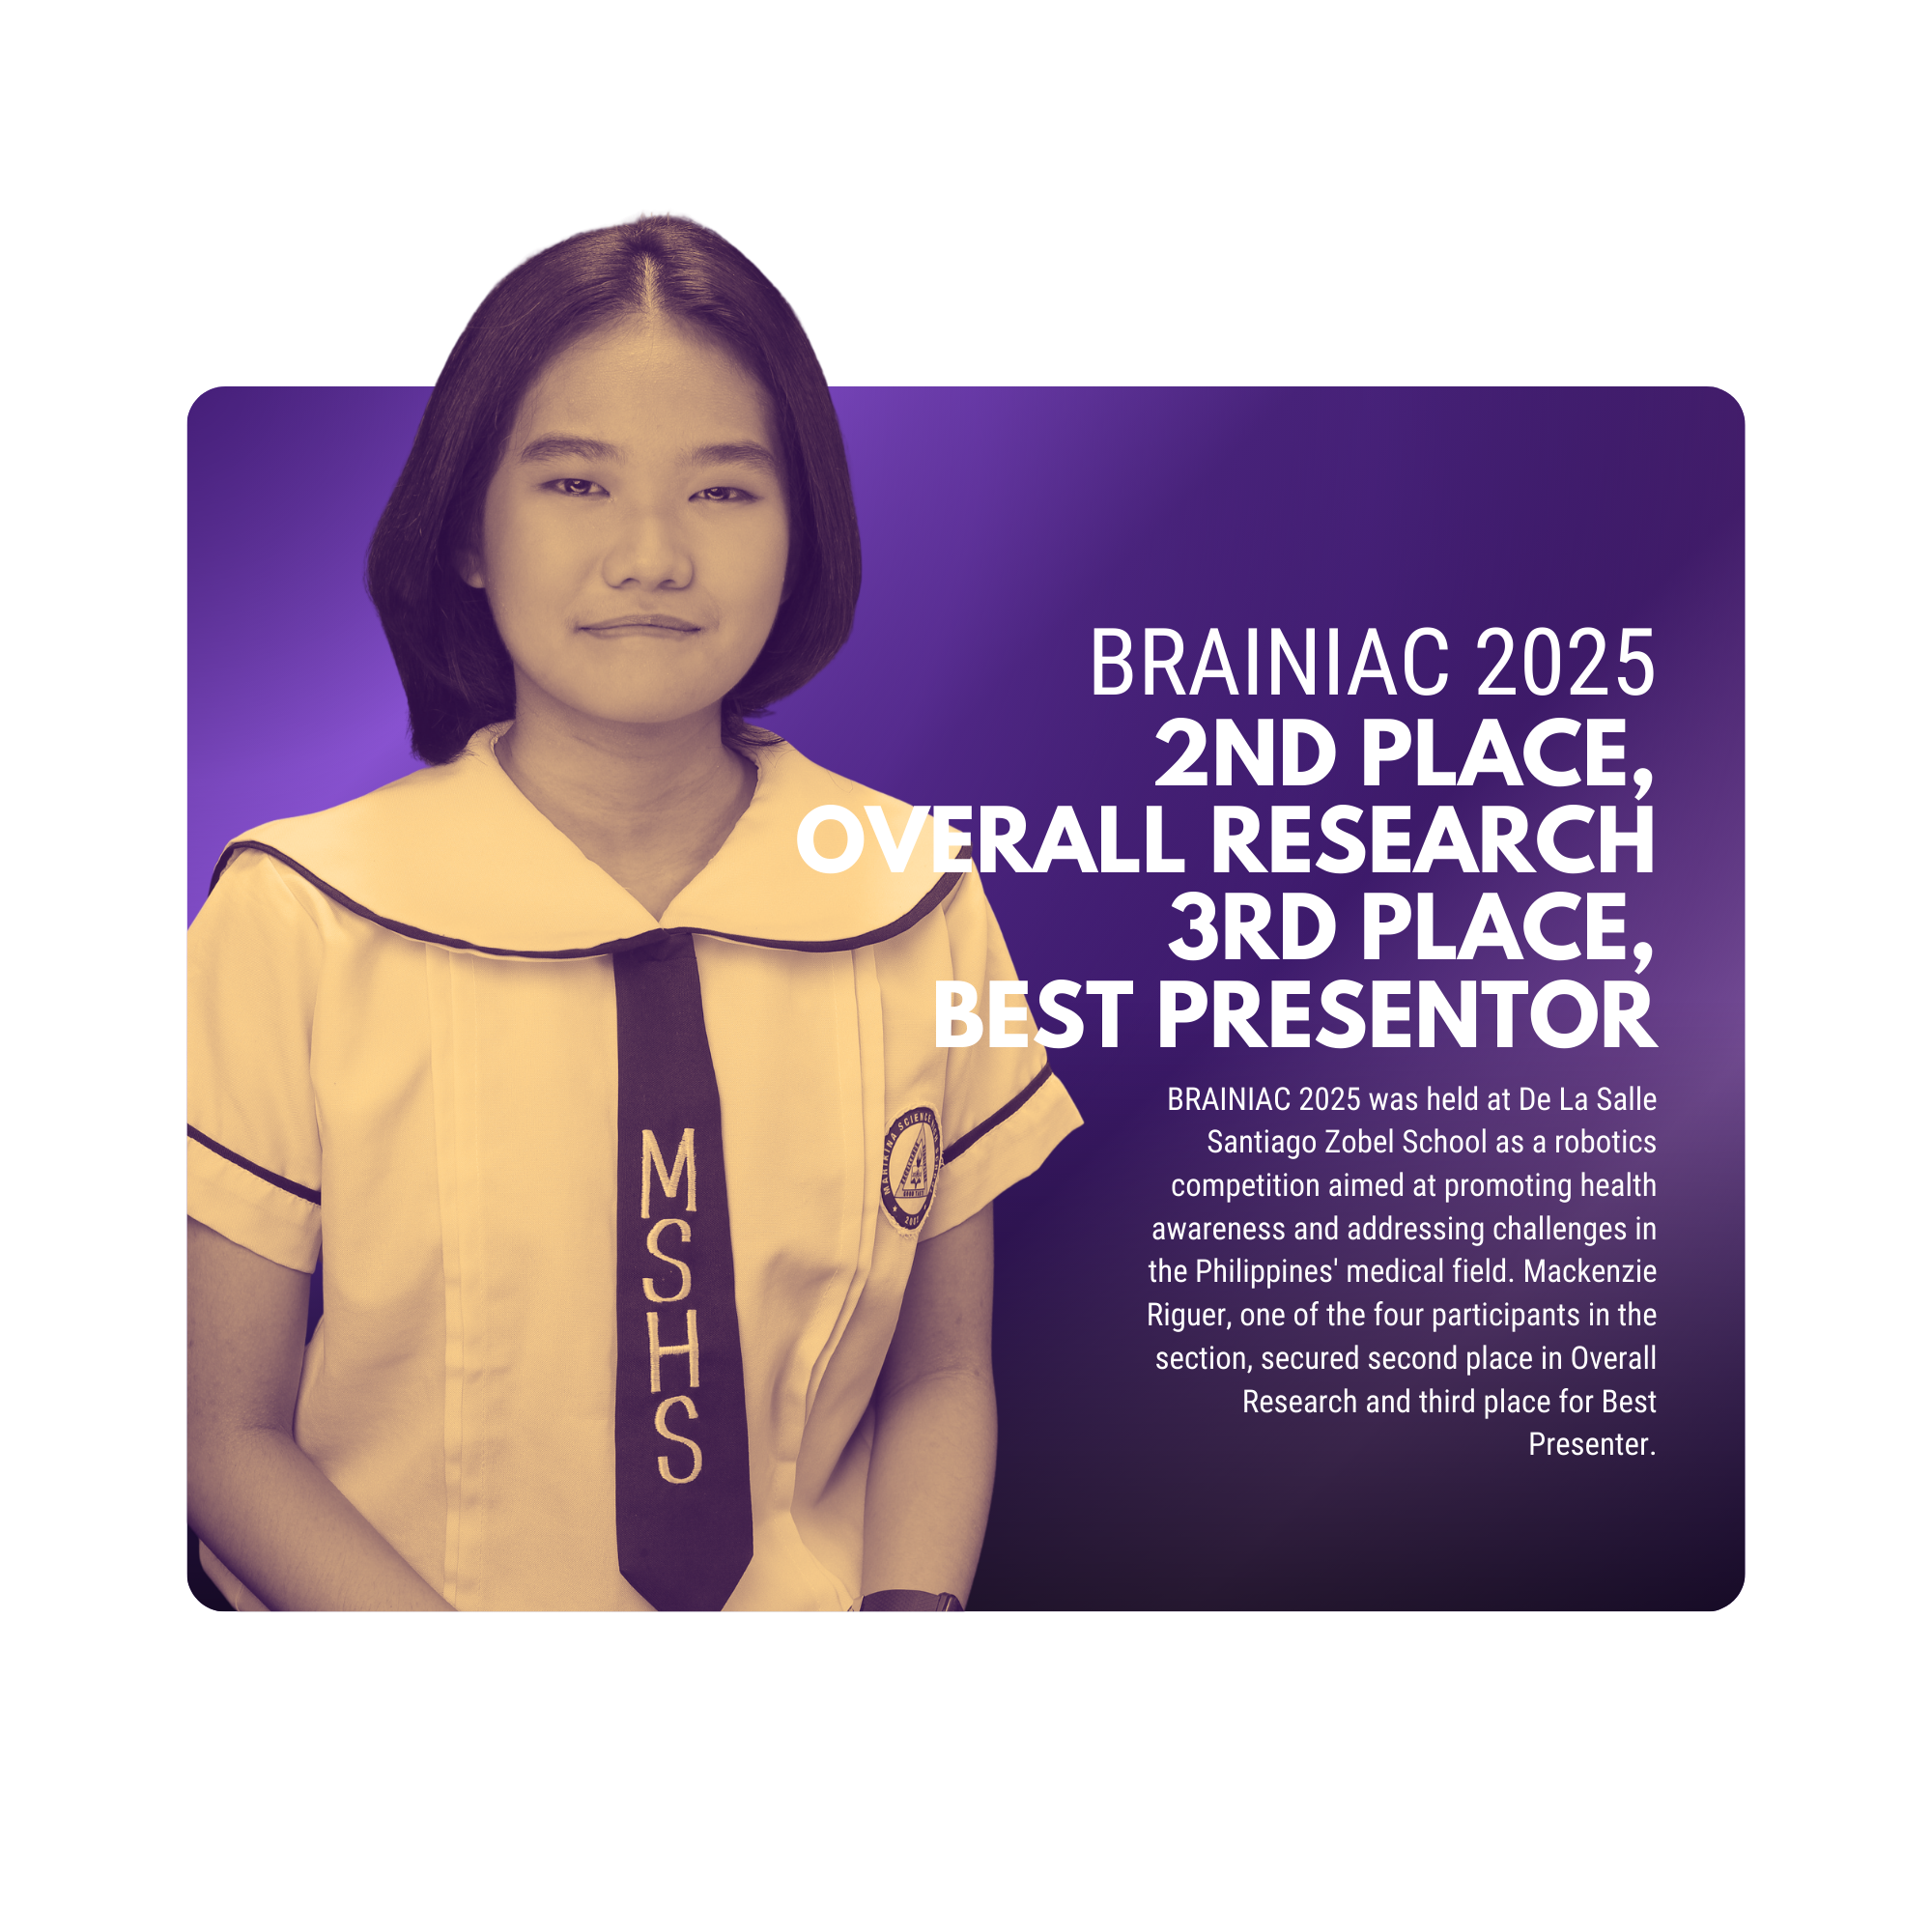 BRAINIAC 2025
2ND PLACE,
OVERALL RESEARCH
3RD PLACE,
BEST PRESENTOR
BRAINIAC 2025 was held at De La Salle
Santiago Zobel School as a robotics
competition aimed at promoting health
awareness and addressing challenges in
the Philippines' medical field. Mackenzie
Riguer, one of the four participants in the
section, secured second place in Overall
Research and third place for Best
Presenter.
M
S
H
S
MARIKINA SCIENCE
2001